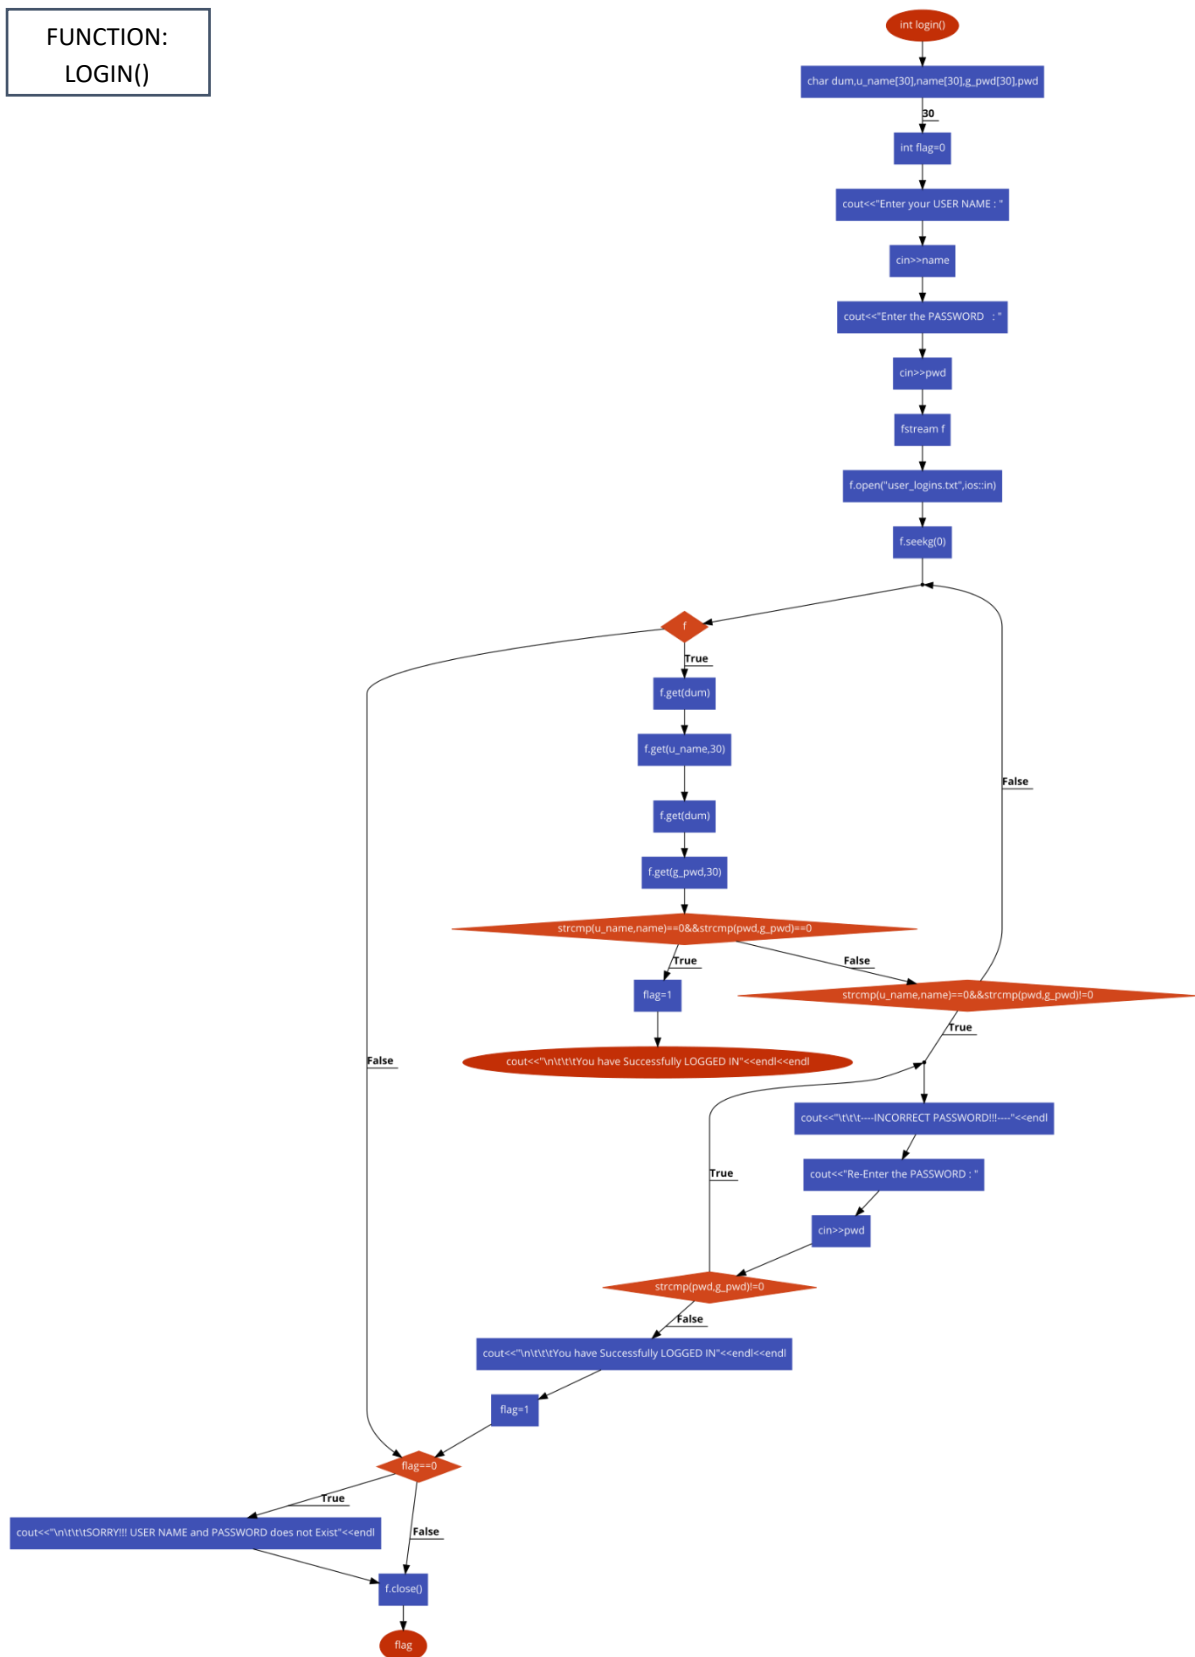 FUNCTION:
LOGIN()
int login()
char dum,u_name[30],name[30],g_pwd[30],pwd
30
int flag=0
cout<<"Enter your USER NAME : "
cin>>name
cout<<"Enter the PASSWORD   : "
cin>>pwd
fstream f
f.open("user_logins.txt",ios::in)
f.seekg(0)
f
True
f.get(dum)
f.get(u_name,30)
False
f.get(dum)
f.get(g_pwd,30)
strcmp(u_name,name)==0&&strcmp(pwd,g_pwd)==0
True
False
flag=1
strcmp(u_name,name)==0&&strcmp(pwd,g_pwd)!=0
True
False
cout<<"\n\t\t\tYou have Successfully LOGGED IN"<<endl<<endl
cout<<"\t\t\t----INCORRECT PASSWORD!!!----"<<endl
True
cout<<"Re-Enter the PASSWORD : "
cin>>pwd
strcmp(pwd,g_pwd)!=0
False
cout<<"\n\t\t\tYou have Successfully LOGGED IN"<<endl<<endl
flag=1
flag==0
True
cout<<"\n\t\t\tSORRY!!! USER NAME and PASSWORD does not Exist"<<endl
False
f.close()
flag